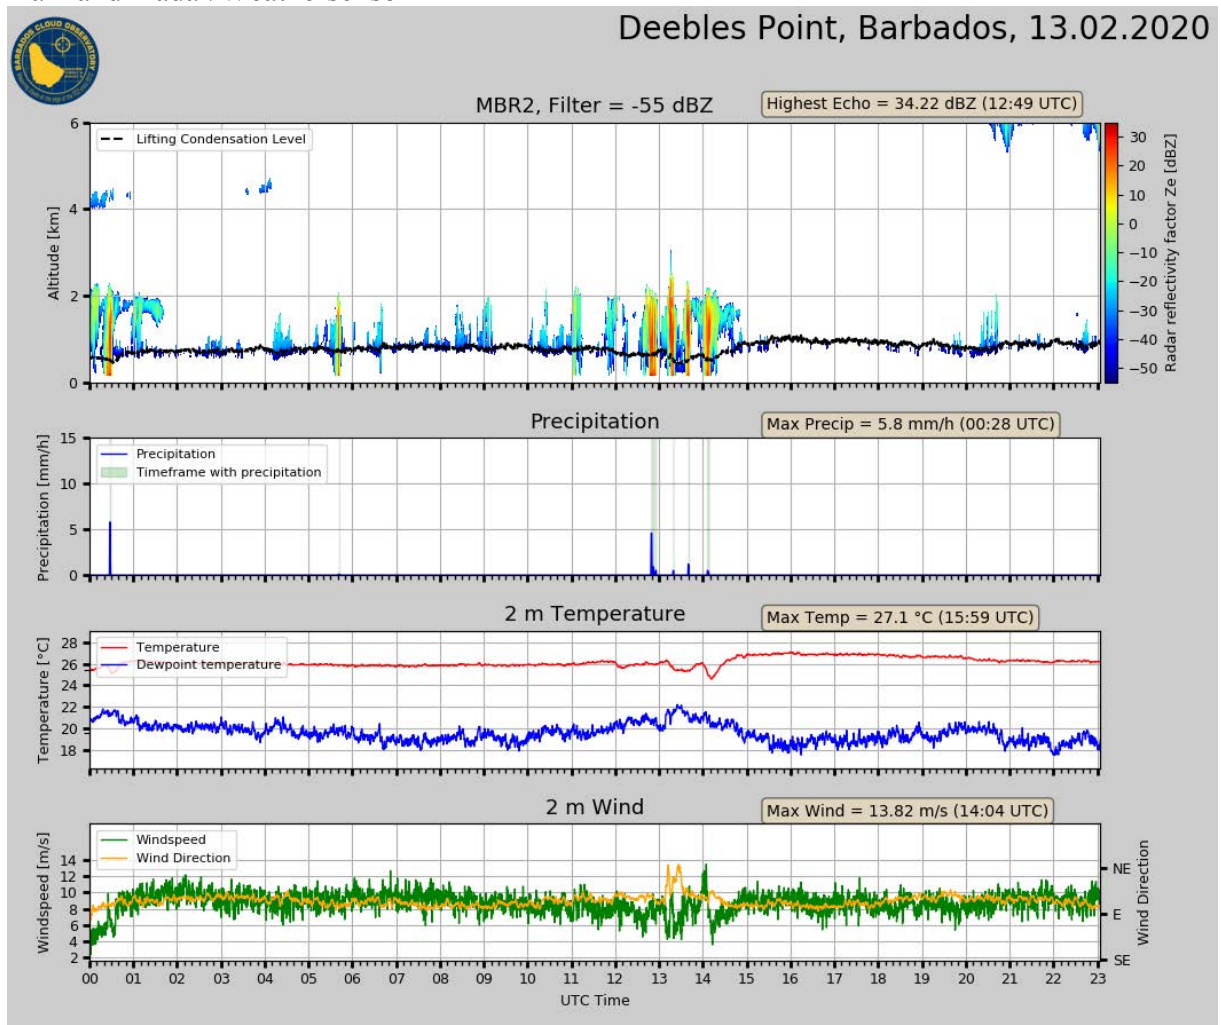 Deebles Point, Barbados, 13.02.2020
BARBADOS CLOUD OBSERVATORY
MBR2, Filter = -55 dBZ
Highest Echo = 34.22 dBZ (12:49 UTC)
Lifting Condensation Level
Altitude [km]
6
4
2
0
30
20
10
0
−10
−20
−30
−40
−50
Radar reflectivity factor Ze [dBZ]
Precipitation
Max Precip = 5.8 mm/h (00:28 UTC)
Precipitation
Timeframe with precipitation
Precipitation [mm/h]
15
10
5
0
2 m Temperature
Max Temp = 27.1 °C (15:59 UTC)
Temperature
Dewpoint temperature
Temperature [°C]
28
26
24
22
20
18
2 m Wind
Max Wind = 13.82 m/s (14:04 UTC)
Windspeed
Wind Direction
Windspeed [m/s]
14
12
10
8
6
4
2
NE
E
SE
Wind Direction
00 01 02 03 04 05 06 07 08 09 10 11 12 13 14 15 16 17 18 19 20 21 22 23
UTC Time